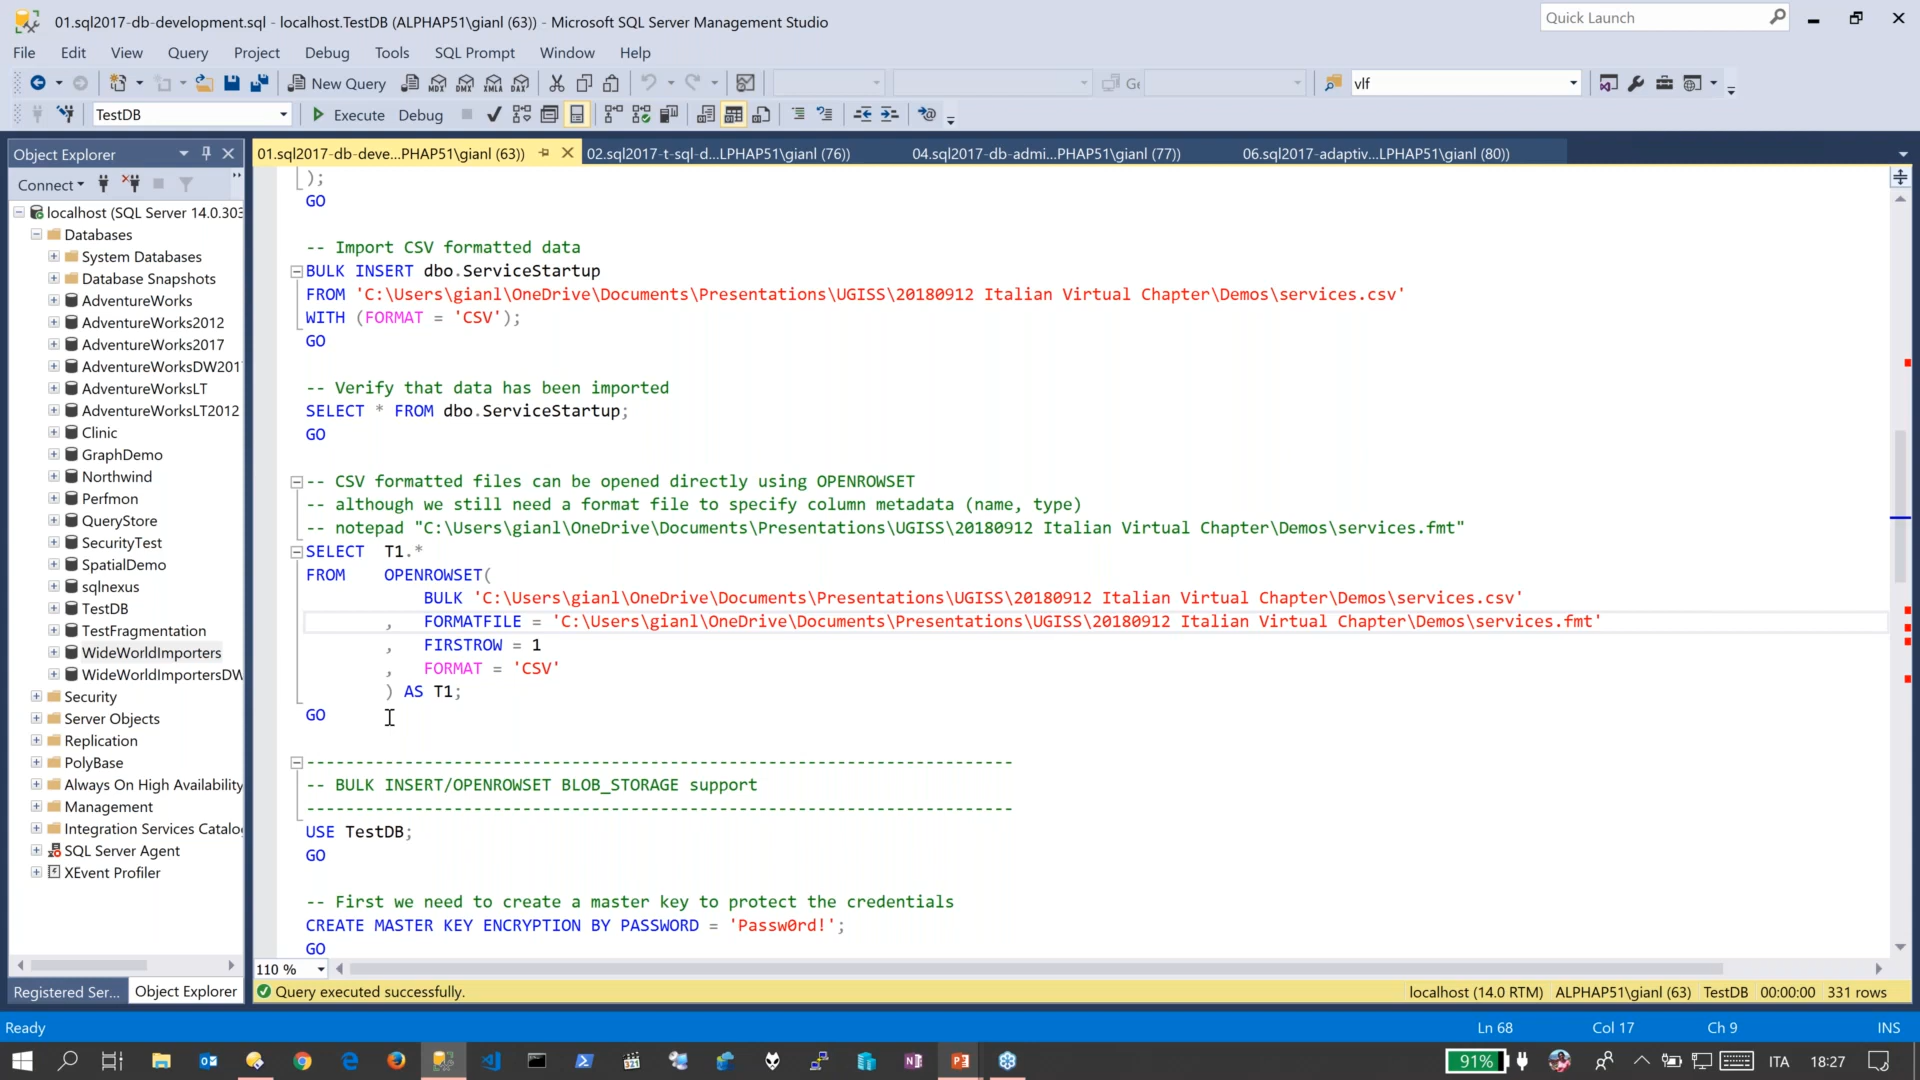 01.sql2017-db-development.sql - localhost.TestDB (ALPHAP51\gianl (63)) - Microsoft SQL Server Management Studio
Quick Launch
File Edit View Query Project Debug Tools SQL Prompt Window Help
New Query
MDX DMX XMLA DAX
vlf
TestDB
Execute Debug
Object Explorer
01.sql2017-db-deve...PHAP51\gianl (63))
02.sql2017-t-sql-d...LPHAP51\gianl (76))
04.sql2017-db-admi...PHAP51\gianl (77))
06.sql2017-adaptiv...LPHAP51\gianl (80))
Connect
localhost (SQL Server 14.0.303
Databases
System Databases
Database Snapshots
AdventureWorks
AdventureWorks2012
AdventureWorks2017
AdventureWorksDW201
AdventureWorksLT
AdventureWorksLT2012
Clinic
GraphDemo
Northwind
Perfmon
QueryStore
SecurityTest
SpatialDemo
sqlnexus
TestDB
TestFragmentation
WideWorldImporters
WideWorldImportersDW
Security
Server Objects
Replication
PolyBase
Always On High Availability
Management
Integration Services Catalo
SQL Server Agent
XEvent Profiler
Registered Ser... Object Explorer
);
GO
-- Import CSV formatted data
BULK INSERT dbo.ServiceStartup
FROM 'C:\Users\gianl\OneDrive\Documents\Presentations\UGISS\20180912 Italian Virtual Chapter\Demos\services.csv'
WITH (FORMAT = 'CSV');
GO
-- Verify that data has been imported
SELECT * FROM dbo.ServiceStartup;
GO
-- CSV formatted files can be opened directly using OPENROWSET
-- although we still need a format file to specify column metadata (name, type)
-- notepad "C:\Users\gianl\OneDrive\Documents\Presentations\UGISS\20180912 Italian Virtual Chapter\Demos\services.fmt"
SELECT T1.*
FROM OPENROWSET(
BULK 'C:\Users\gianl\OneDrive\Documents\Presentations\UGISS\20180912 Italian Virtual Chapter\Demos\services.csv'
, FORMATFILE = 'C:\Users\gianl\OneDrive\Documents\Presentations\UGISS\20180912 Italian Virtual Chapter\Demos\services.fmt'
, FIRSTROW = 1
, FORMAT = 'CSV'
) AS T1;
GO
------------------------------------------------------------------------
-- BULK INSERT/OPENROWSET BLOB_STORAGE support
------------------------------------------------------------------------
USE TestDB;
GO
-- First we need to create a master key to protect the credentials
CREATE MASTER KEY ENCRYPTION BY PASSWORD = 'Passw0rd!';
GO
110 %
Query executed successfully.
localhost (14.0 RTM) ALPHAP51\gianl (63) TestDB 00:00:00 331 rows
Ready Ln 68 Col 17 Ch 9 INS
91% ITA 18:27